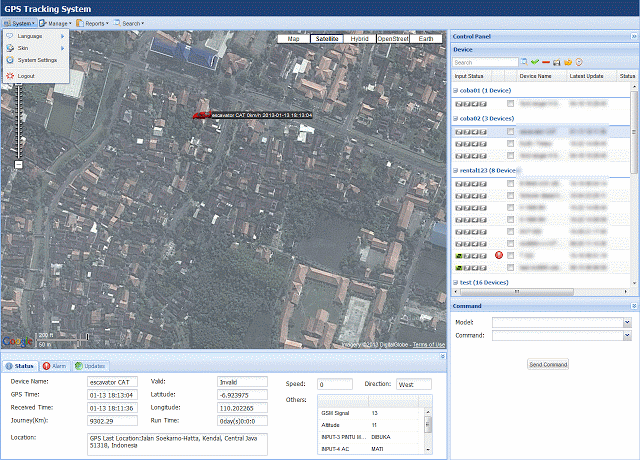 GPS Tracking System
System Manage Reports Search
Language
Skin
System Settings
Logout
Map Satellite Hybrid OpenStreet Earth
escavator CAT 0km/h 2013-01-13 18:13:04
Google
200 ft
50 m
Imagery ©2013 DigitalGlobe - Terms of Use
Control Panel
Device
Search
Input Status Device Name Latest Update Status
coba01 (1 Device)
coba02 (3 Devices)
rental123 (8 Devices
test (16 Devices)
Command
Model:
Command:
Send Command
Status Alarm Updates
Device Name: escavator CAT Valid: Invalid Speed: 0 Direction: West
GPS Time: 01-13 18:13:04 Latitude: -6.923975 Others:
Received Time: 01-13 18:11:36 Longitude: 110.202265
Journey(Km): 9302.29 Run Time: 0day(s)0:0:0
Location: GPS Last Location:Jalan Soekarno-Hatta, Kendal, Central Java 51318, Indonesia
GSM Signal 13
Altitude 11
INPUT-3 PINTU M... DIBUKA
INPUT-4 AC MATI